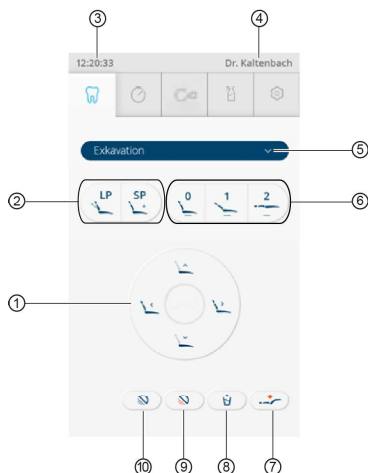 ③ ④
12:20:33 Dr. Kaltenbach
Exkavation ⑤
② LP SP 0 1 2 ⑥
①
⑩ ⑨ ⑧ ⑦